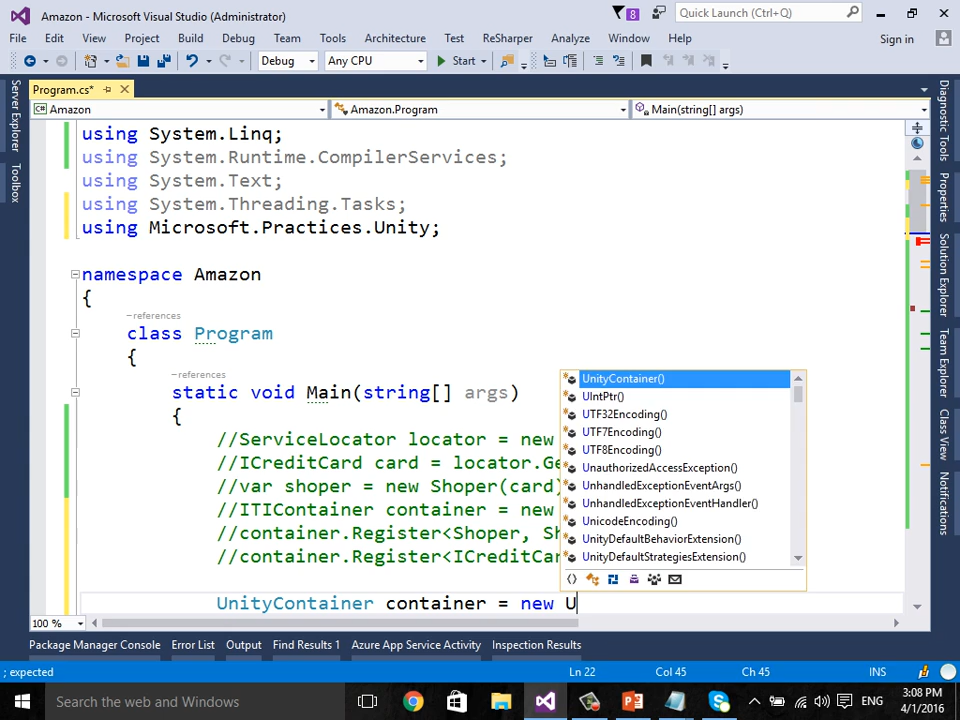 Amazon - Microsoft Visual Studio (Administrator)
8
Quick Launch (Ctrl+Q)
File Edit View Project Build Debug Team Tools Architecture Test ReSharper Analyze Window Help
Sign in
Debug Any CPU Start
Program.cs*
Amazon Amazon.Program Main(string[] args)
Server Explorer
Toolbox
using System.Linq;
using System.Runtime.CompilerServices;
using System.Text;
using System.Threading.Tasks;
using Microsoft.Practices.Unity;
namespace Amazon
{
-references
class Program
{
-references
static void Main(string[] args)
{
//ServiceLocator locator = new
//ICreditCard card = locator.Ge
//var shoper = new Shoper(card)
//ITIContainer container = new
//container.Register<Shoper, Sh
//container.Register<ICreditCar
UnityContainer container = new U
UnityContainer()
UIntPtr()
UTF32Encoding()
UTF7Encoding()
UTF8Encoding()
UnauthorizedAccessException()
UnhandledExceptionEventArgs()
UnhandledExceptionEventHandler()
UnicodeEncoding()
UnityDefaultBehaviorExtension()
UnityDefaultStrategiesExtension()
Diagnostic Tools
Properties
Solution Explorer
Team Explorer
Class View
Notifications
100 %
Package Manager Console Error List Output Find Results 1 Azure App Service Activity Inspection Results
; expected Ln 22 Col 45 Ch 45 INS
Search the web and Windows
ENG
3:08 PM
4/1/2016